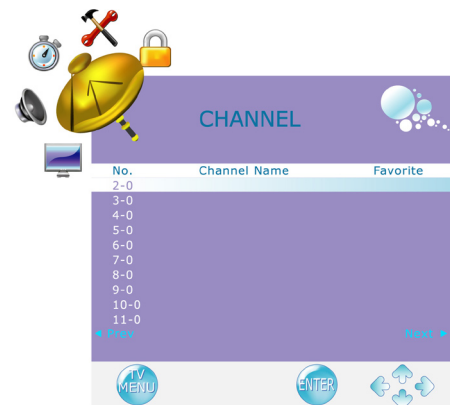 CHANNEL
No. Channel Name Favorite
2-0
3-0
4-0
5-0
6-0
7-0
8-0
9-0
10-0
11-0
Prev Next
TV MENU ENTER